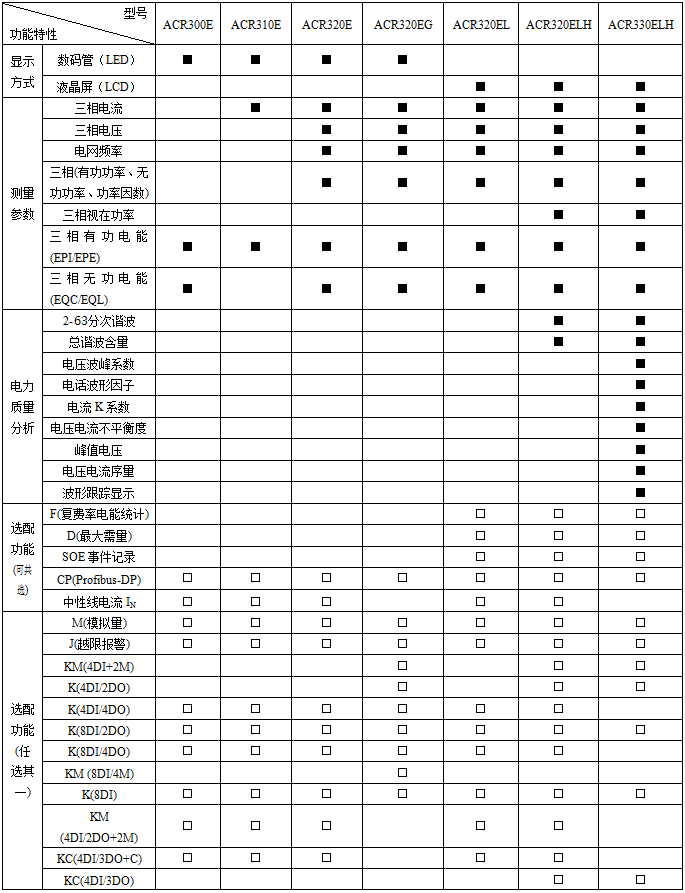 型号
功能特性
ACR300E ACR310E ACR320E ACR320EG ACR320EL ACR320ELH ACR330ELH
显示
方式
数码管（LED） ■ ■ ■ ■
液晶屏（LCD） ■ ■ ■
测量
参数
三相电流 ■ ■ ■ ■ ■ ■
三相电压 ■ ■ ■ ■ ■
电网频率 ■ ■ ■ ■ ■
三相(有功功率、无
功功率、功率因数) ■ ■ ■ ■ ■
三相视在功率 ■ ■
三相有功电能
(EPI/EPE) ■ ■ ■ ■ ■ ■ ■
三相无功电能
(EQC/EQL) ■ ■ ■ ■ ■ ■
电力
质量
分析
2-63分次谐波 ■ ■
总谐波含量 ■ ■
电压波峰系数 ■
电话波形因子 ■
电流 K 系数 ■
电压电流不平衡度 ■
峰值电压 ■
电压电流序量 ■
波形跟踪显示 ■
选配
功能
(可共
选)
F(复费率电能统计) □ □ □
D(最大需量) □ □ □
SOE 事件记录 □ □ □
CP(Profibus-DP) □ □ □ □ □ □ □
中性线电流 IN □ □ □ □ □
选配
功能
(任
选其
一)
M(模拟量) □ □ □ □ □ □ □
J(越限报警) □ □ □ □ □ □ □
KM(4DI+2M) □ □ □
K(4DI/2DO) □ □ □
K(4DI/4DO) □ □ □ □ □ □
K(8DI/2DO) □ □ □ □ □ □ □
K(8DI/4DO) □ □ □ □ □ □
KM (8DI/4M) □
K(8DI) □ □ □ □ □ □ □
KM
(4DI/2DO+2M) □ □ □ □ □
KC(4DI/3DO+C) □ □ □ □ □
KC(4DI/3DO) □ □